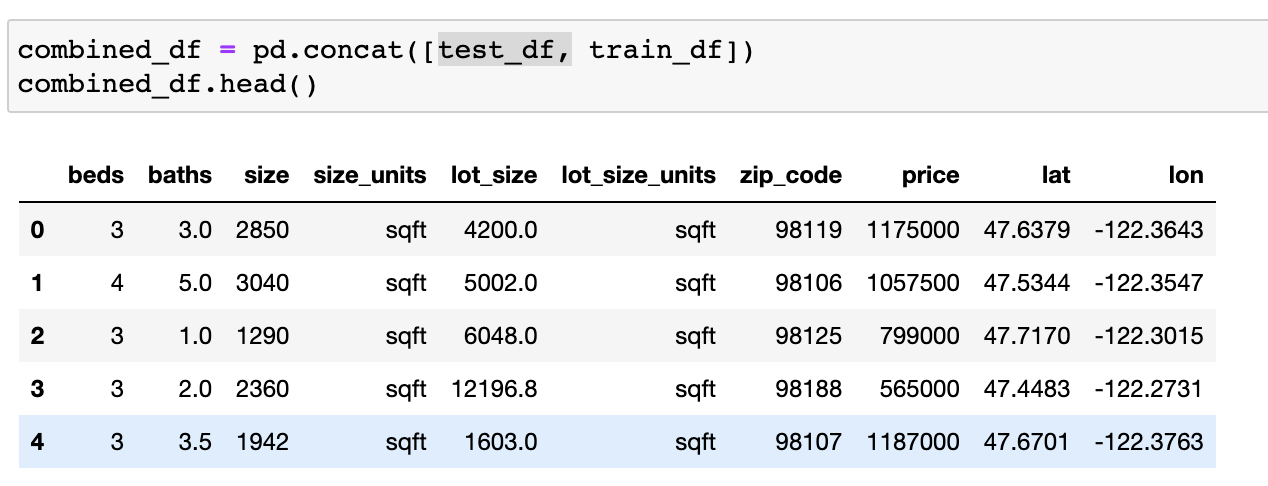 combined_df = pd.concat([test_df, train_df])
combined_df.head()
beds baths size size_units lot_size lot_size_units zip_code price lat lon
0 3 3.0 2850 sqft 4200.0 sqft 98119 1175000 47.6379 -122.3643
1 4 5.0 3040 sqft 5002.0 sqft 98106 1057500 47.5344 -122.3547
2 3 1.0 1290 sqft 6048.0 sqft 98125 799000 47.7170 -122.3015
3 3 2.0 2360 sqft 12196.8 sqft 98188 565000 47.4483 -122.2731
4 3 3.5 1942 sqft 1603.0 sqft 98107 1187000 47.6701 -122.3763